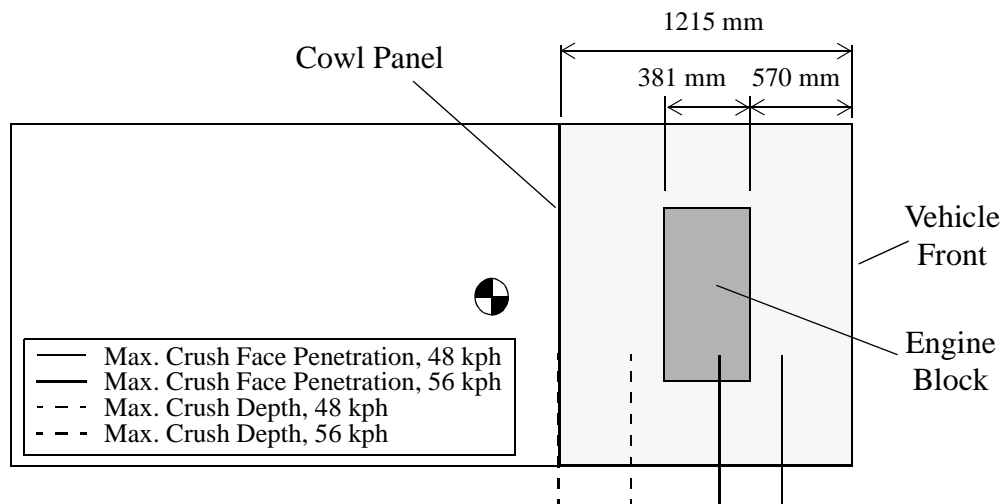 1215 mm
Cowl Panel
381 mm
570 mm
Vehicle
Front
Engine
Block
Max. Crush Face Penetration, 48 kph
Max. Crush Face Penetration, 56 kph
Max. Crush Depth, 48 kph
Max. Crush Depth, 56 kph